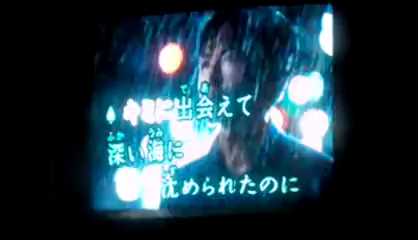 ♠キミに出会えて
深い海に
沈められたのに